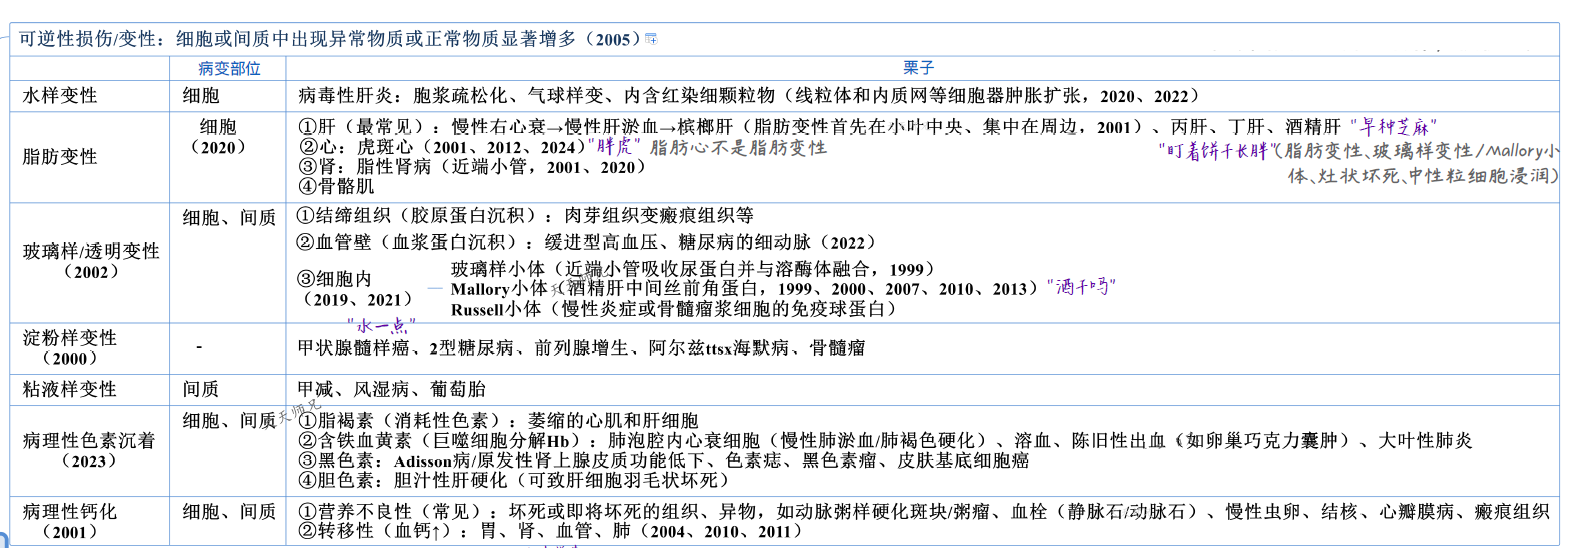 可逆性损伤/变性：细胞或间质中出现异常物质或正常物质显著增多（2005）
病变部位
栗子
水样变性
细胞
病毒性肝炎：胞浆疏松化、气球样变、内含红染细颗粒物（线粒体和内质网等细胞器肿胀扩张，2020、2022）
脂肪变性
细胞
（2020）
①肝（最常见）：慢性右心衰→慢性肝淤血→槟榔肝（脂肪变性首先在小叶中央、集中在周边，2001）、丙肝、丁肝、酒精肝 "早种芝麻"
②心：虎斑心（2001、2012、2024）"胖虎" 脂肪心不是脂肪变性
"盯着饼干长胖"（脂肪变性、玻璃样变性/Mallory小
③肾：脂性肾病（近端小管，2001、2020）
体、灶状坏死、中性粒细胞浸润）
④骨骼肌
玻璃样/透明变性
（2002）
细胞、间质
①结缔组织（胶原蛋白沉积）：肉芽组织变瘢痕组织等
②血管壁（血浆蛋白沉积）：缓进型高血压、糖尿病的细动脉（2022）
③细胞内
（2019、2021）
玻璃样小体（近端小管吸收尿蛋白并与溶酶体融合，1999）
Mallory小体（酒精肝中间丝前角蛋白，1999、2000、2007、2010、2013）"酒干吗"
Russell小体（慢性炎症或骨髓瘤浆细胞的免疫球蛋白）
"水一点"
淀粉样变性
（2000）
-
甲状腺髓样癌、2型糖尿病、前列腺增生、阿尔兹ttsx海默病、骨髓瘤
粘液样变性
间质
甲减、风湿病、葡萄胎
病理性色素沉着
（2023）
细胞、间质
天师兄
①脂褐素（消耗性色素）：萎缩的心肌和肝细胞
②含铁血黄素（巨噬细胞分解Hb）：肺泡腔内心衰细胞（慢性肺淤血/肺褐色硬化）、溶血、陈旧性出血（如卵巢巧克力囊肿）、大叶性肺炎
③黑色素：Adisson病/原发性肾上腺皮质功能低下、色素痣、黑色素瘤、皮肤基底细胞癌
④胆色素：胆汁性肝硬化（可致肝细胞羽毛状坏死）
病理性钙化
（2001）
细胞、间质
①营养不良性（常见）：坏死或即将坏死的组织、异物，如动脉粥样硬化斑块/粥瘤、血栓（静脉石/动脉石）、慢性虫卵、结核、心瓣膜病、瘢痕组织
②转移性（血钙↑）：胃、肾、血管、肺（2004、2010、2011）